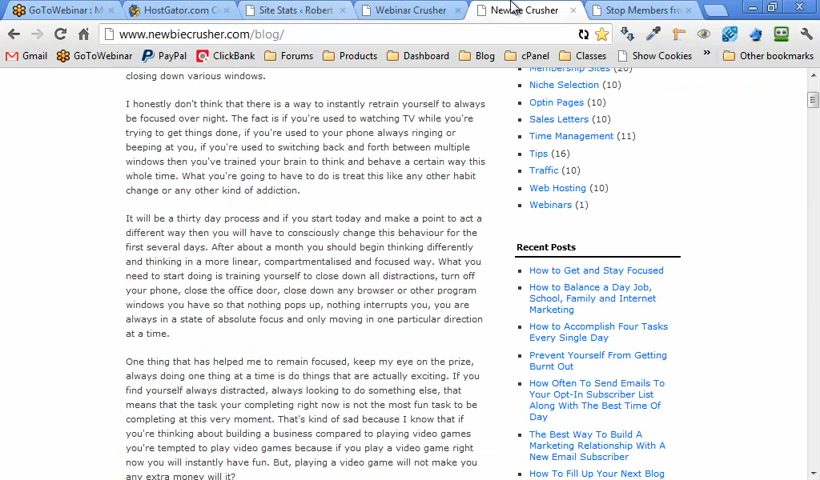 GoToWebinar : M
HostGator.com C
Site Stats ‹ Robert
Webinar Crusher
Newbie Crusher
Stop Members fro
www.newbiecrusher.com/blog/
Gmail
GoToWebinar
PayPal
ClickBank
Forums
Products
Dashboard
Blog
cPanel
Classes
Show Cookies
»
Other bookmarks
closing down various windows.
I honestly don't think that there is a way to instantly retrain yourself to always
be focused over night. The fact is if you're used to watching TV while you're
trying to get things done, if you're used to your phone always ringing or
beeping at you, if you're used to switching back and forth between multiple
windows then you've trained your brain to think and behave a certain way this
whole time. What you're going to have to do is treat this like any other habit
change or any other kind of addiction.
It will be a thirty day process and if you start today and make a point to act a
different way then you will have to consciously change this behaviour for the
first several days. After about a month you should begin thinking differently
and thinking in a more linear, compartmentalised and focused way. What you
need to start doing is training yourself to close down all distractions, turn off
your phone, close the office door, close down any browser or other program
windows you have so that nothing pops up, nothing interrupts you, you are
always in a state of absolute focus and only moving in one particular direction
at a time.
One thing that has helped me to remain focused, keep my eye on the prize,
always doing one thing at a time is do things that are actually exciting. If you
find yourself always distracted, always looking to do something else, that
means that the task your completing right now is not the most fun task to be
completing at this very moment. That's kind of sad because I know that if
you're thinking about building a business compared to playing video games
you're tempted to play video games because if you play a video game right
now you will instantly have fun. But, playing a video game will not make you
any extra money will it?
Membership Sites (20)
Niche Selection (10)
Optin Pages (10)
Sales Letters (10)
Time Management (11)
Tips (16)
Traffic (10)
Web Hosting (10)
Webinars (1)
Recent Posts
How to Get and Stay Focused
How to Balance a Day Job,
School, Family and Internet
Marketing
How to Accomplish Four Tasks
Every Single Day
Prevent Yourself From Getting
Burnt Out
How Often To Send Emails To
Your Opt-In Subscriber List
Along With The Best Time Of
Day
The Best Way To Build A
Marketing Relationship With A
New Email Subscriber
How To Fill Up Your Next Blog